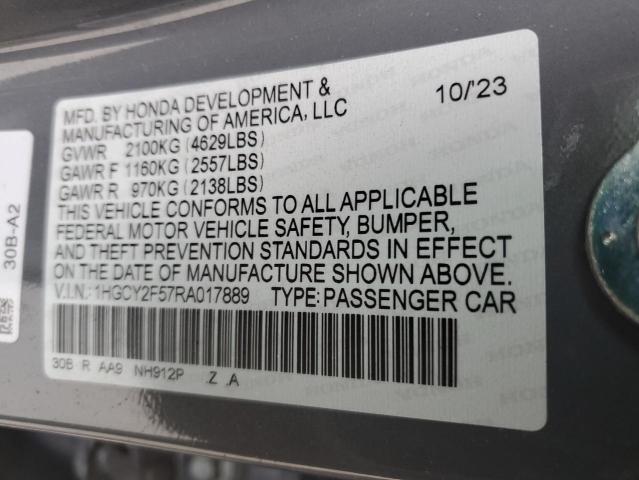 MFD. BY HONDA DEVELOPMENT & 10/'23
MANUFACTURING OF AMERICA, LLC
GVWR 2100KG (4629LBS)
GAWR F 1160KG (2557LBS)
GAWR R 970KG (2138LBS)
THIS VEHICLE CONFORMS TO ALL APPLICABLE
FEDERAL MOTOR VEHICLE SAFETY, BUMPER,
AND THEFT PREVENTION STANDARDS IN EFFECT
ON THE DATE OF MANUFACTURE SHOWN ABOVE.
V.I.N.: 1HGCY2F57RA017889 TYPE: PASSENGER CAR
30B R AA9 NH912P .Z .A
30B-A2